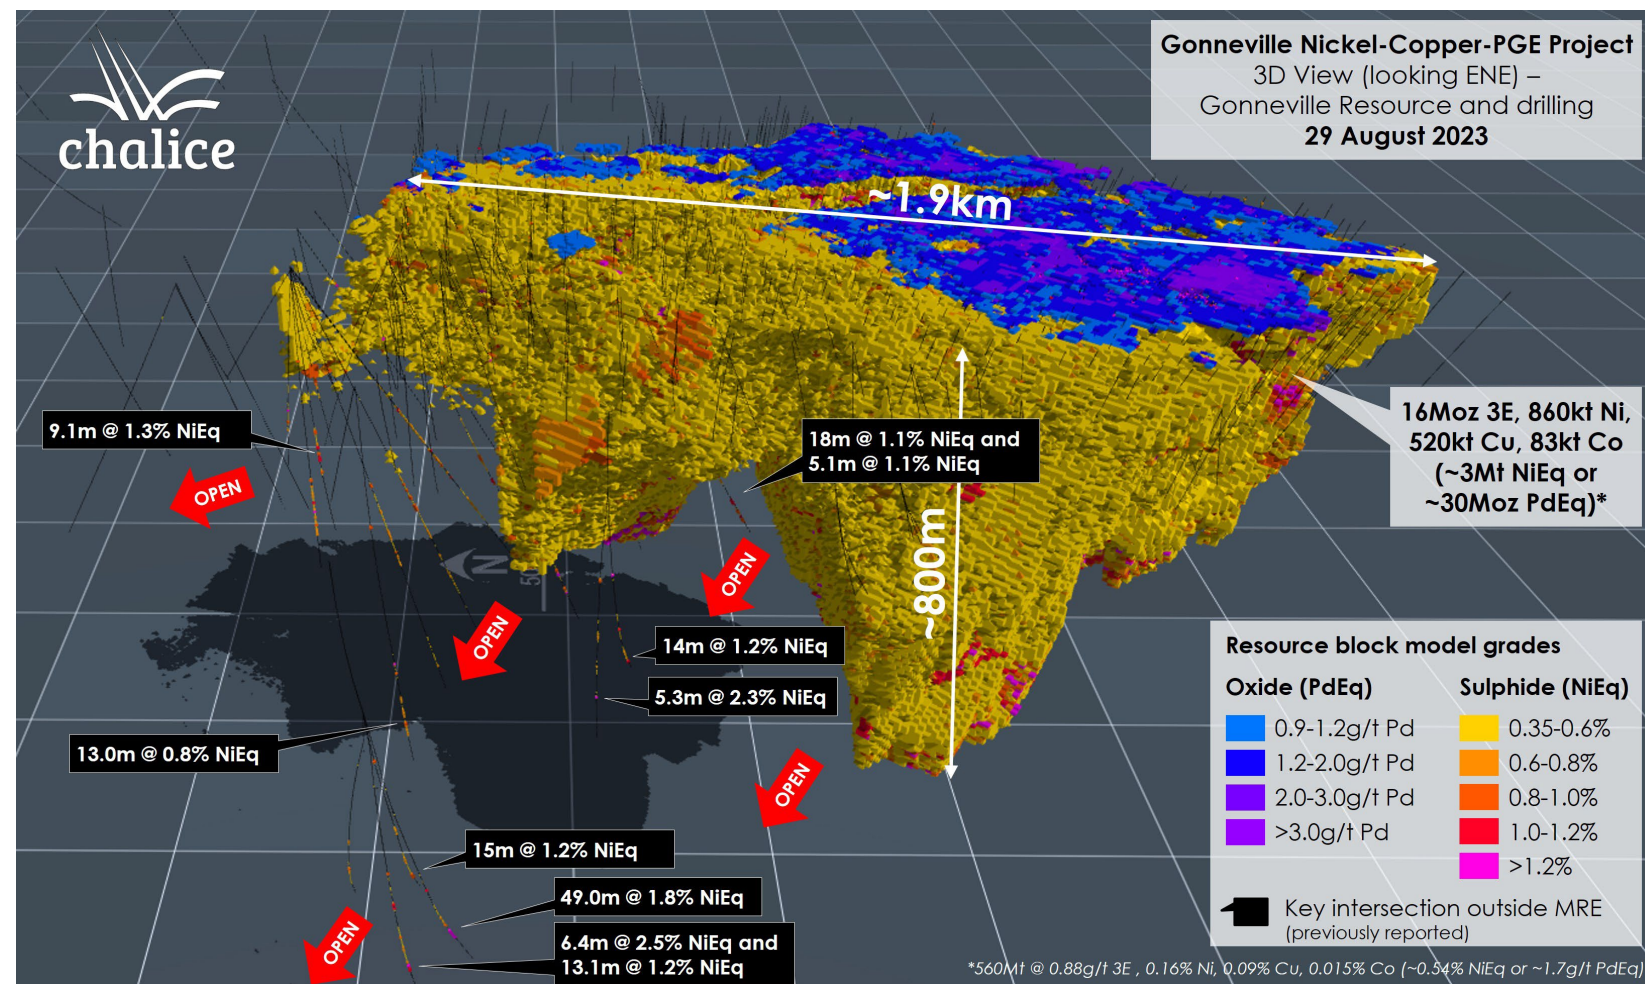 chalice
Gonneville Nickel-Copper-PGE Project
3D View (looking ENE) –
Gonneville Resource and drilling
29 August 2023
~1.9km
9.1m @ 1.3% NiEq
OPEN
18m @ 1.1% NiEq and
5.1m @ 1.1% NiEq
16Moz 3E, 860kt Ni,
520kt Cu, 83kt Co
(~3Mt NiEq or
~30Moz PdEq)*
~800m
N
OPEN
OPEN
14m @ 1.2% NiEq
5.3m @ 2.3% NiEq
13.0m @ 0.8% NiEq
OPEN
15m @ 1.2% NiEq
49.0m @ 1.8% NiEq
OPEN
6.4m @ 2.5% NiEq and
13.1m @ 1.2% NiEq
Resource block model grades
Oxide (PdEq)
0.9-1.2g/t Pd
1.2-2.0g/t Pd
2.0-3.0g/t Pd
>3.0g/t Pd
Sulphide (NiEq)
0.35-0.6%
0.6-0.8%
0.8-1.0%
1.0-1.2%
>1.2%
Key intersection outside MRE
(previously reported)
*560Mt @ 0.88g/t 3E , 0.16% Ni, 0.09% Cu, 0.015% Co (~0.54% NiEq or ~1.7g/t PdEq)